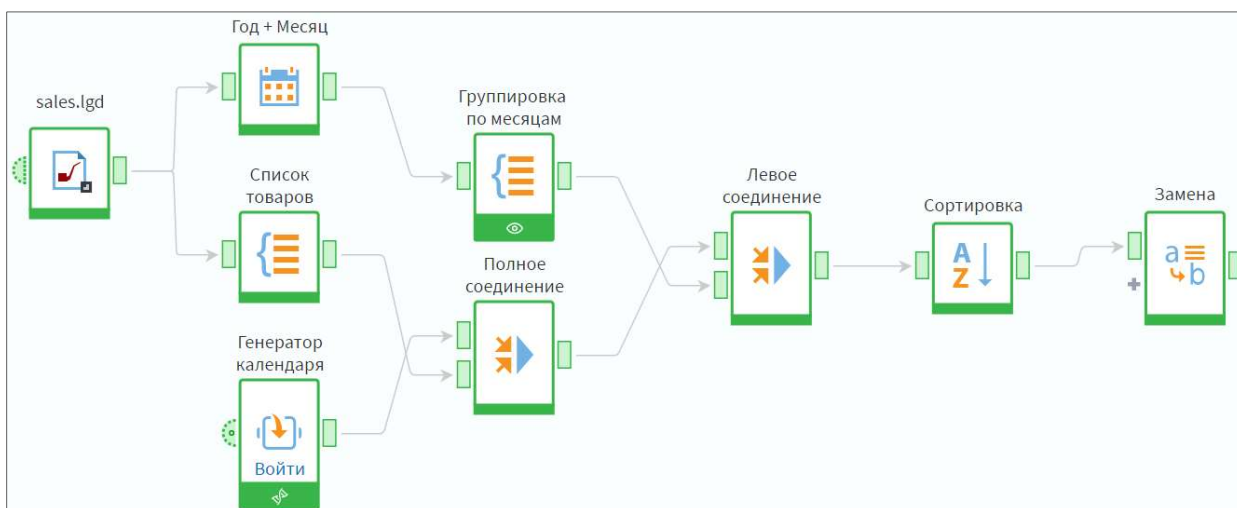 Год + Месяц
sales.lgd
Группировка
по месяцам
Список
товаров
Левое
соединение
Сортировка
A
Z
Замена
a
b
Полное
соединение
Генератор
календаря
Войти